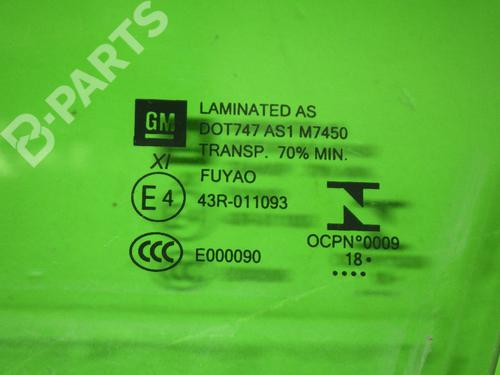 B-PARTS
GM
XI
LAMINATED AS
DOT747 AS1 M7450
TRANSP. 70% MIN.
FUYAO
E4
43R-011093
CCC
E000090
OCPN°0009
18•
••••